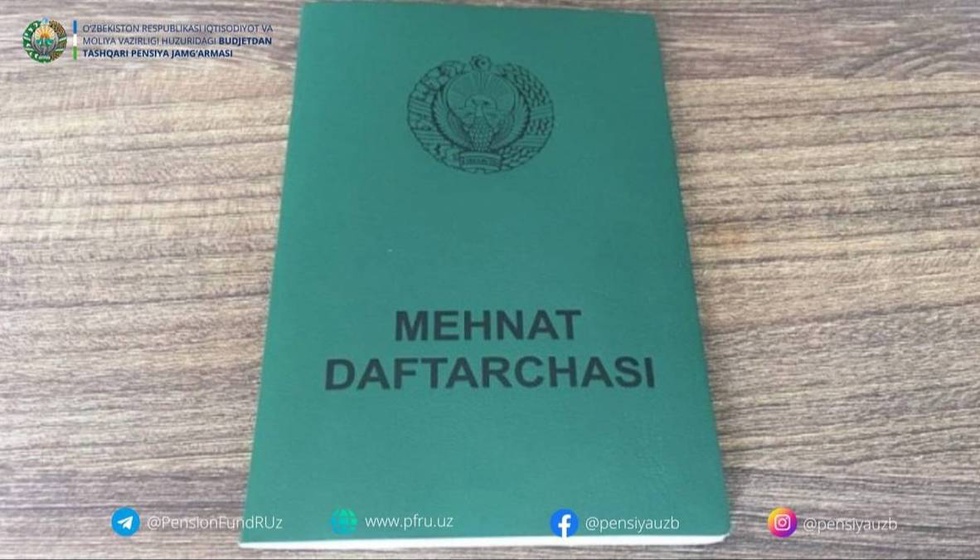 O‘ZBEKISTON RESPUBLIKASI IQTISODIYOT VA
MOLIYA VAZIRLIGI HUZURIDAGI BUDJETDAN
TASHQARI PENSIYA JAMG‘ARMASI
MEHNAT
DAFTARCHASI
@PensionFundRUz
www.pfru.uz
@pensiyauzb
@pensiyauzb